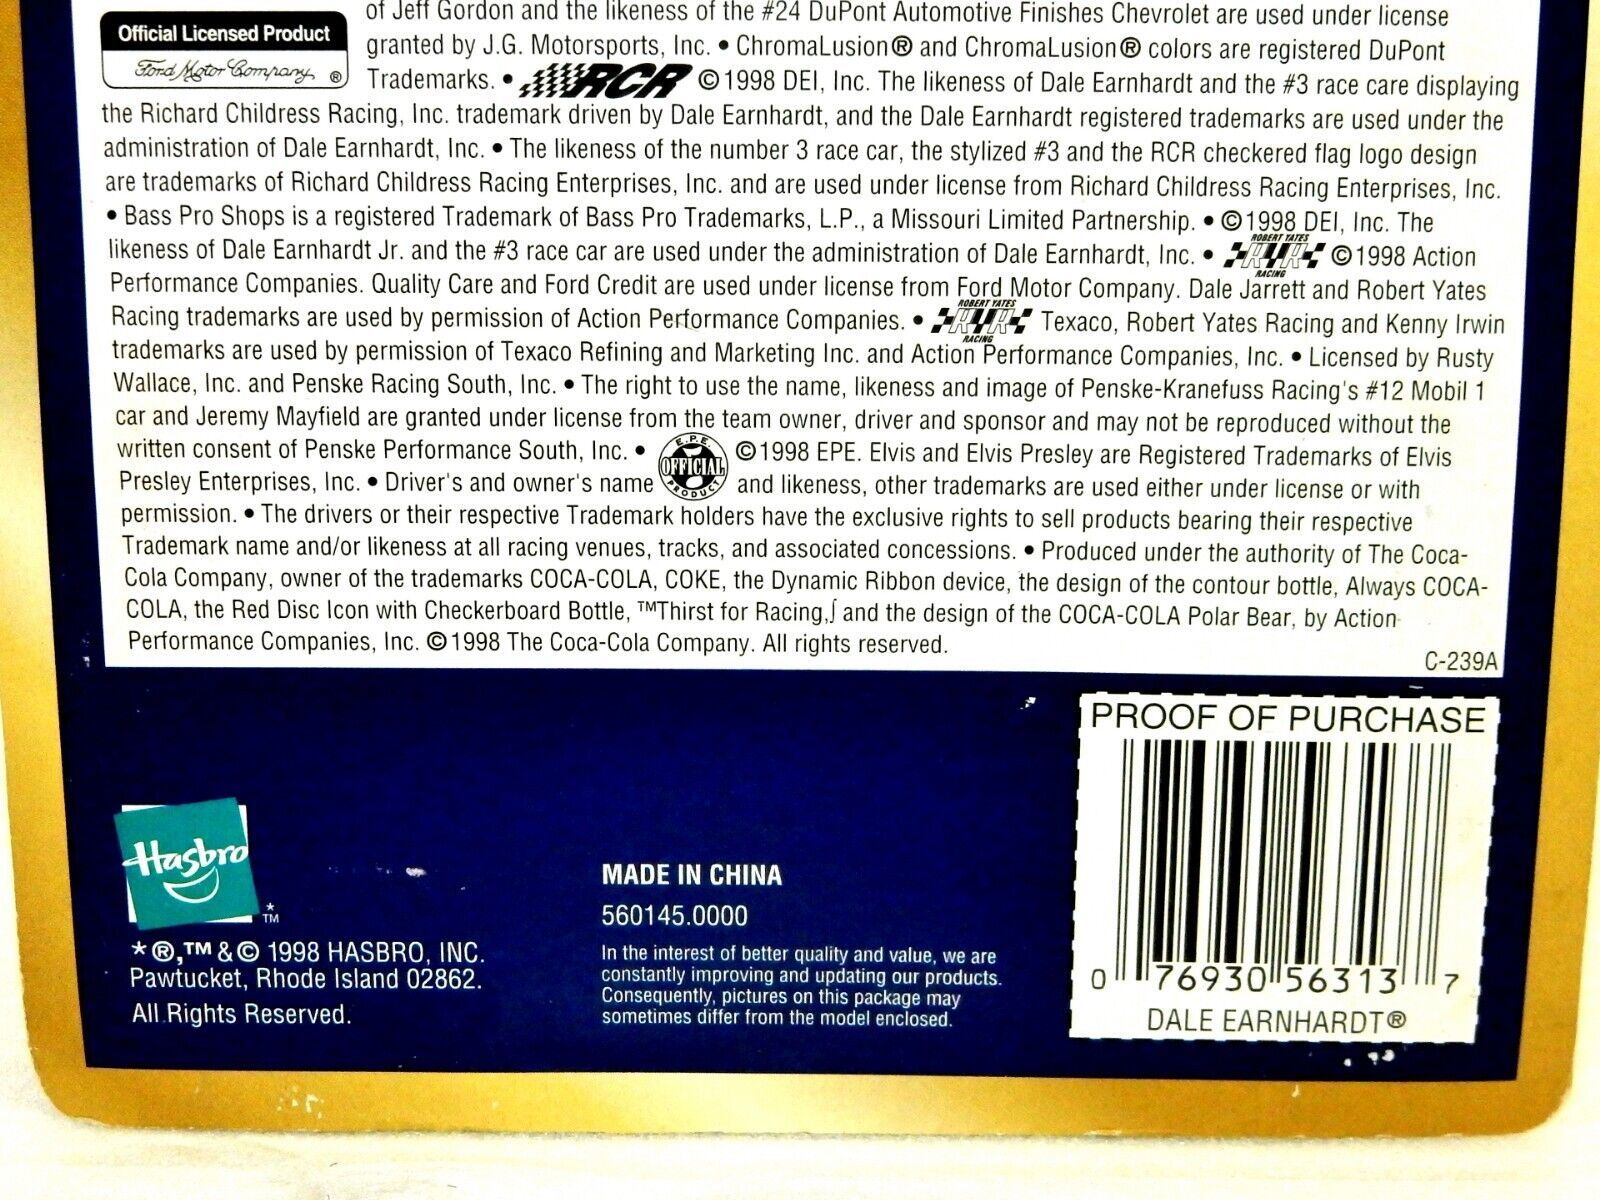 of Jeff Gordon and the likeness of the #24 DuPont Automotive Finishes Chevrolet are used under license
Official Licensed Product
Ford Motor Company ®
granted by J.G. Motorsports, Inc. • ChromaLusion® and ChromaLusion® colors are registered DuPont
Trademarks. • RCR ©1998 DEI, Inc. The likeness of Dale Earnhardt and the #3 race care displaying
the Richard Childress Racing, Inc. trademark driven by Dale Earnhardt, and the Dale Earnhardt registered trademarks are used under the
administration of Dale Earnhardt, Inc. • The likeness of the number 3 race car, the stylized #3 and the RCR checkered flag logo design
are trademarks of Richard Childress Racing Enterprises, Inc. and are used under license from Richard Childress Racing Enterprises, Inc.
• Bass Pro Shops is a registered Trademark of Bass Pro Trademarks, L.P., a Missouri Limited Partnership. • ©1998 DEI, Inc. The
likeness of Dale Earnhardt Jr. and the #3 race car are used under the administration of Dale Earnhardt, Inc. • ROBERT YATES RYR RACING ©1998 Action
Performance Companies. Quality Care and Ford Credit are used under license from Ford Motor Company. Dale Jarrett and Robert Yates
Racing trademarks are used by permission of Action Performance Companies. • ROBERT YATES RYR RACING Texaco, Robert Yates Racing and Kenny Irwin
trademarks are used by permission of Texaco Refining and Marketing Inc. and Action Performance Companies, Inc. • Licensed by Rusty
Wallace, Inc. and Penske Racing South, Inc. • The right to use the name, likeness and image of Penske-Kranefuss Racing's #12 Mobil 1
car and Jeremy Mayfield are granted under license from the team owner, driver and sponsor and may not be reproduced without the
written consent of Penske Performance South, Inc. • E.P.E. OFFICIAL PRODUCT ©1998 EPE. Elvis and Elvis Presley are Registered Trademarks of Elvis
Presley Enterprises, Inc. • Driver's and owner's name and likeness, other trademarks are used either under license or with
permission. • The drivers or their respective Trademark holders have the exclusive rights to sell products bearing their respective
Trademark name and/or likeness at all racing venues, tracks, and associated concessions. • Produced under the authority of The Coca-
Cola Company, owner of the trademarks COCA-COLA, COKE, the Dynamic Ribbon device, the design of the contour bottle, Always COCA-
COLA, the Red Disc Icon with Checkerboard Bottle, ™Thirst for Racing,∫ and the design of the COCA-COLA Polar Bear, by Action
Performance Companies, Inc. ©1998 The Coca-Cola Company. All rights reserved.
C-239A
PROOF OF PURCHASE
0 76930 56313 7
DALE EARNHARDT®
Hasbro
*
TM
*®,™ & © 1998 HASBRO, INC.
Pawtucket, Rhode Island 02862.
All Rights Reserved.
MADE IN CHINA
560145.0000
In the interest of better quality and value, we are
constantly improving and updating our products.
Consequently, pictures on this package may
sometimes differ from the model enclosed.